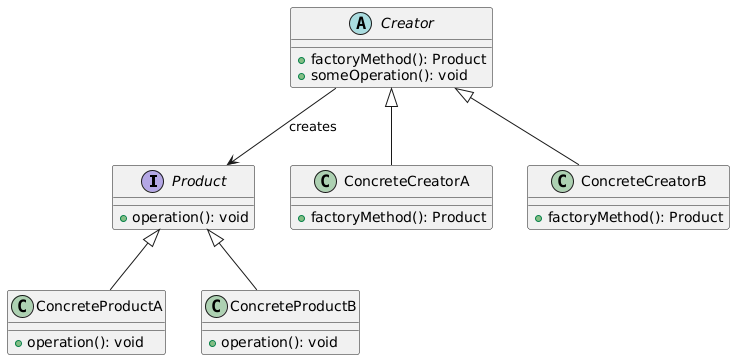 A Creator
factoryMethod(): Product
someOperation(): void
creates
I Product
operation(): void
C ConcreteCreatorA
factoryMethod(): Product
C ConcreteCreatorB
factoryMethod(): Product
C ConcreteProductA
operation(): void
C ConcreteProductB
operation(): void